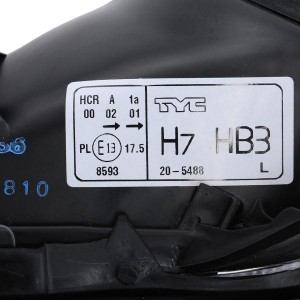 HCR A 1a
00 02 01
→ →
PL E13 17.5
8593
TYC
H7 HB3
20-5488 L
810